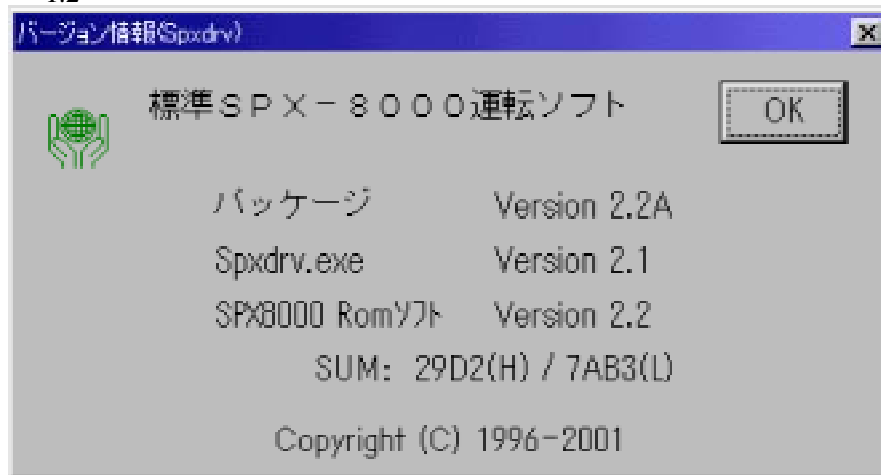 バージョン情報(Spxdrv)
標準ＳＰＸ－８０００運転ソフト
OK
パッケージ Version 2.2A
Spxdrv.exe Version 2.1
SPX8000 Romｿﾌﾄ Version 2.2
SUM: 29D2(H) / 7AB3(L)
Copyright (C) 1996-2001